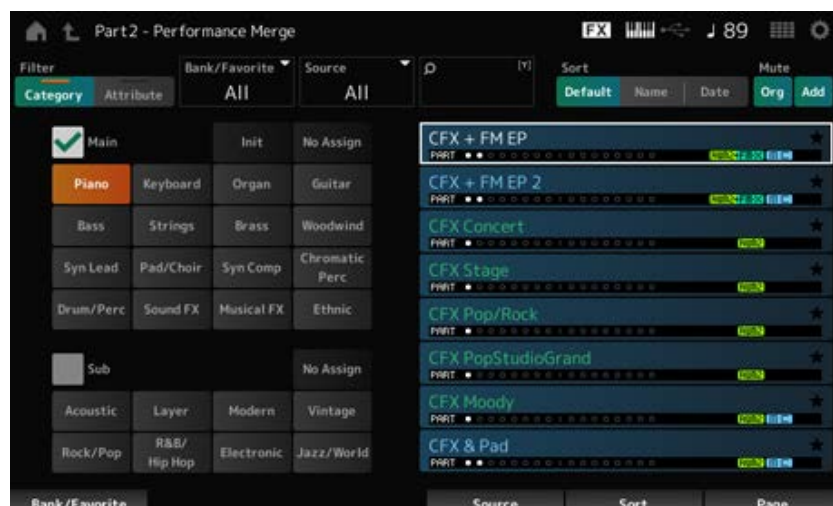 Part2 - Performance Merge FX ♩ 89
Filter Bank/Favorite Source [Y] Sort Mute
Category Attribute All All Default Name Date Org Add
Main Init No Assign
Piano Keyboard Organ Guitar
Bass Strings Brass Woodwind
Syn Lead Pad/Choir Syn Comp Chromatic Perc
Drum/Perc Sound FX Musical FX Ethnic
Sub No Assign
Acoustic Layer Modern Vintage
Rock/Pop R&B/ Hip Hop Electronic Jazz/World
CFX + FM EP
PART
CFX + FM EP 2
PART
CFX Concert
PART
CFX Stage
PART
CFX Pop/Rock
PART
CFX PopStudioGrand
PART
CFX Moody
PART
CFX & Pad
PART
Bank/Favorite Source Sort Page